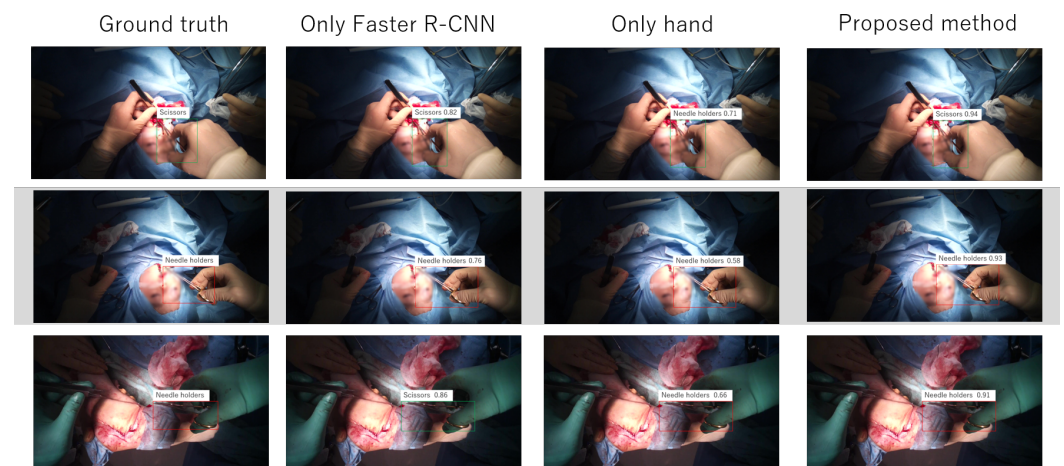 Ground truth
Only Faster R-CNN
Only hand
Proposed method
Scissors
Scissors 0.82
Needle holders 0.71
Scissors 0.94
Needle holders
Needle holders 0.76
Needle holders 0.58
Needle holders 0.93
Needle holders
Scissors 0.86
Needle holders 0.66
Needle holders 0.91